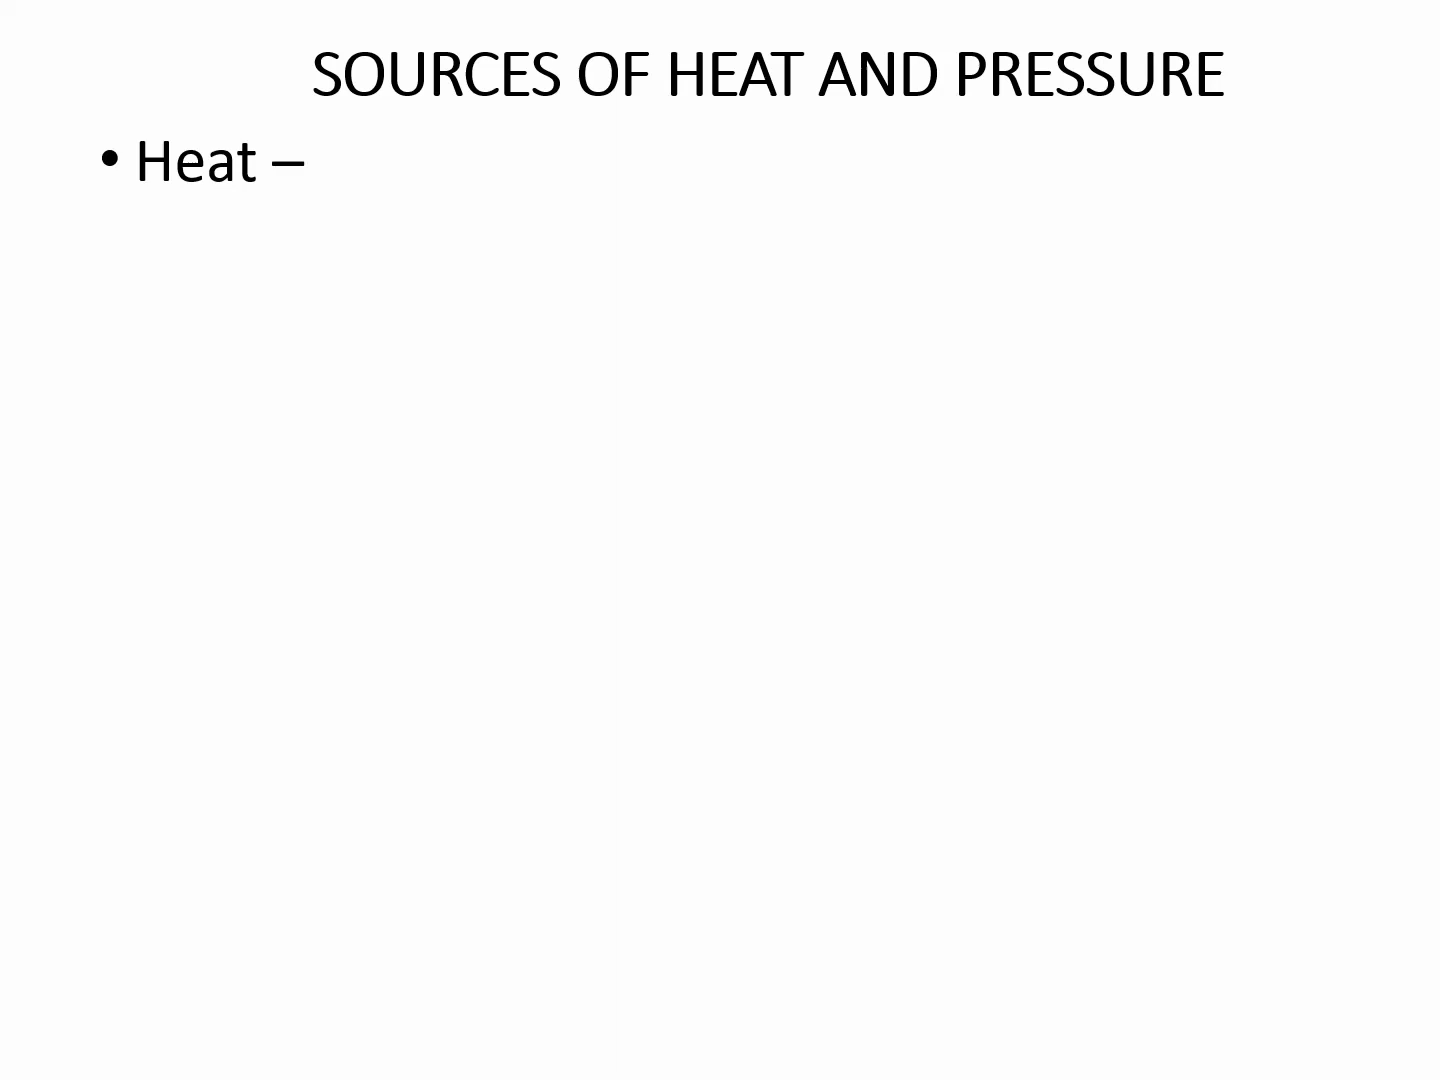 SOURCES OF HEAT AND PRESSURE
• Heat –